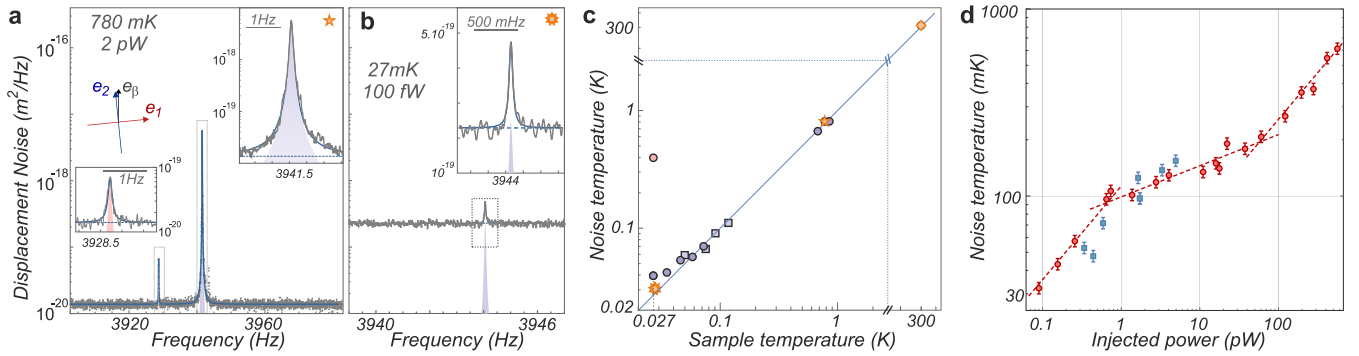 a
780 mK
2 pW
Displacement Noise (m²/Hz)
10⁻¹⁶
10⁻¹⁸
10⁻²⁰
e₂
eβ
e₁
1Hz
10⁻¹⁸
10⁻¹⁹
3941.5
1Hz
10⁻¹⁹
10⁻²⁰
3928.5
3920
3960
Frequency (Hz)
b
27mK
100 fW
5.10⁻¹⁹
500 mHz
10⁻¹⁹
3944
3940
3946
Frequency (Hz)
c
Noise temperature (K)
300
1
0.1
0.02
0.027
0.1
1
300
Sample temperature (K)
d
Noise temperature (mK)
1000
100
30
0.1
1
10
100
Injected power (pW)